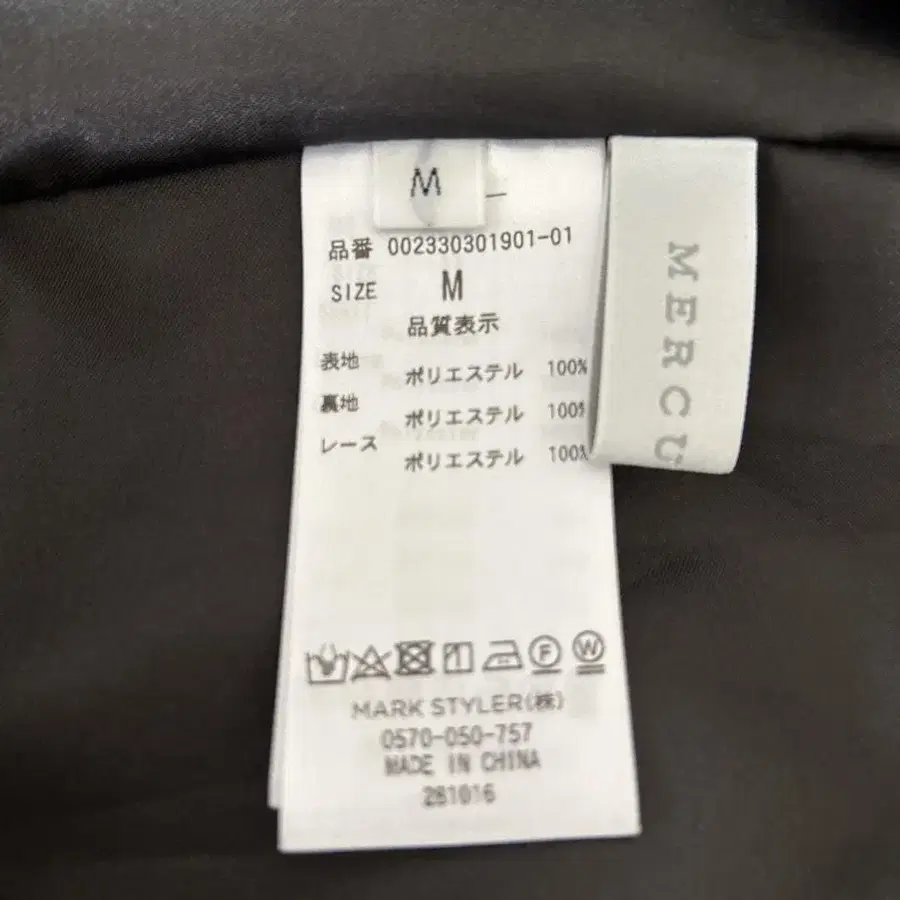 M
品番 002330301901-01
SIZE M
品質表示
表地 ポリエステル 100%
裏地 ポリエステル 100%
レース ポリエステル 100%
F W
MARK STYLER(株)
0570-050-757
MADE IN CHINA
281016
MERCU